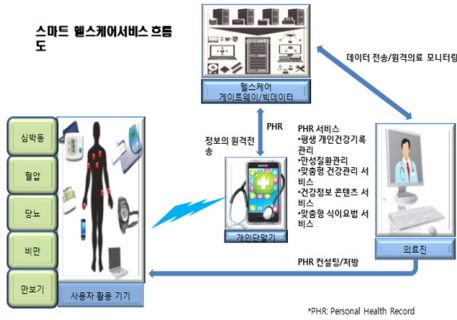 스마트 헬스케어서비스 흐름
도
헬스케어
게이트웨이/빅데이터
데이터 전송/원격의료 모니터링
PHR
정보의 원격전
송
PHR 서비스
•평생 개인건강기록
관리
•만성질환관리
•맞춤형 건강관리 서
비스
•건강정보 콘텐츠 서
비스
•맞춤형 식이요법 서
비스
심박동
혈압
당뇨
비만
만보기
사용자 활용 기기
개인단말기
의료진
PHR 컨설팅/처방
*PHR: Personal Health Record